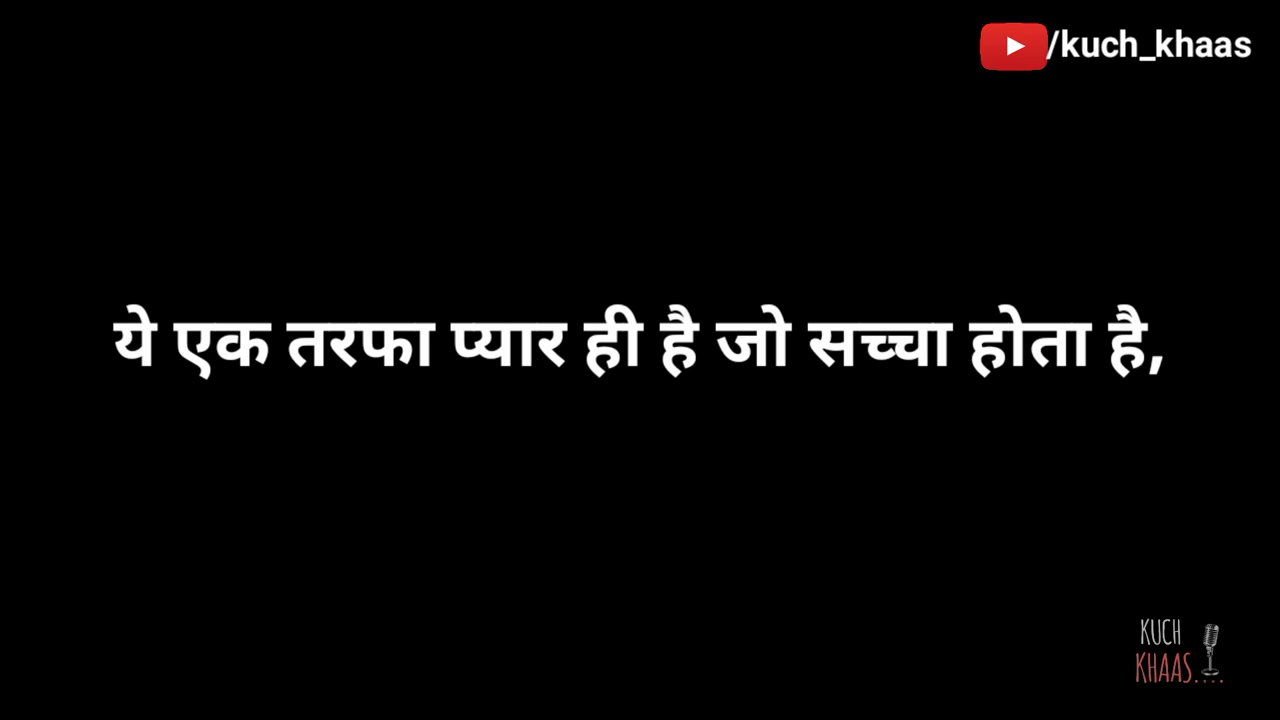 /kuch_khaas
ये एक तरफा प्यार ही है जो सच्चा होता है,
KUCH
KHAAS....